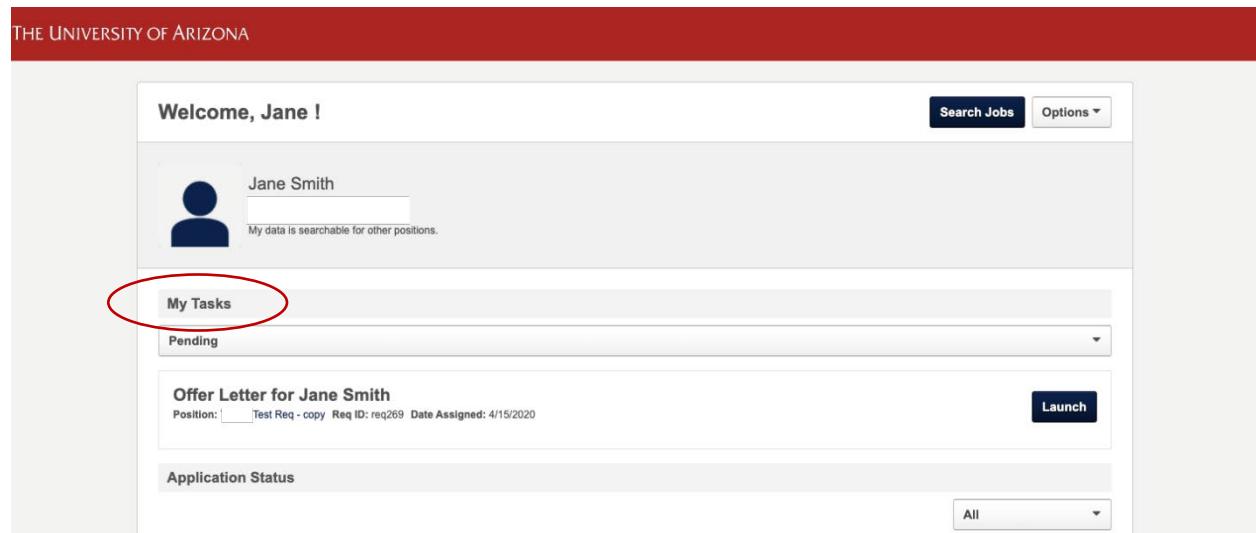 THE UNIVERSITY OF ARIZONA
Welcome, Jane !
Search Jobs
Options
Jane Smith
My data is searchable for other positions.
My Tasks
Pending
Offer Letter for Jane Smith
Position: Test Req - copy Req ID: req269 Date Assigned: 4/15/2020
Launch
Application Status
All